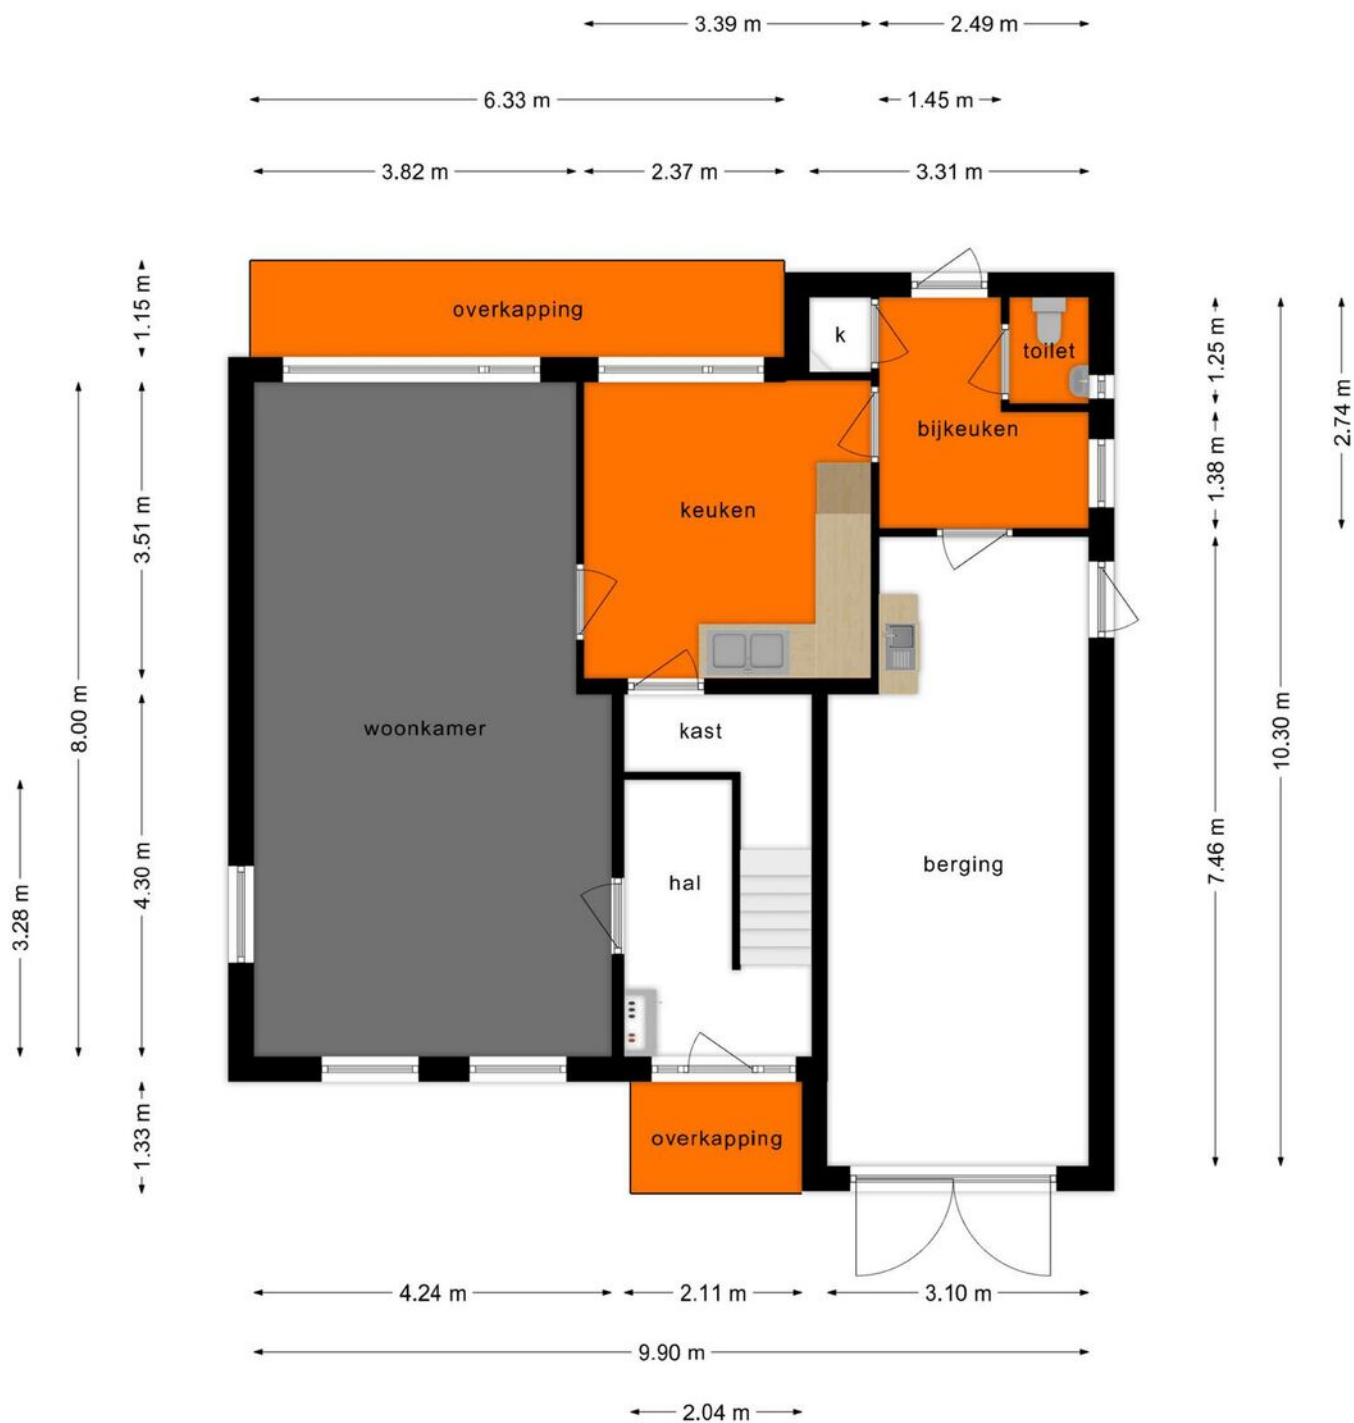 3.39 m
2.49 m
6.33 m
1.45 m
3.82 m
2.37 m
3.31 m
1.15 m
overkapping
k
toilet
1.25 m
2.74 m
bijkeuken
1.38 m
3.51 m
keuken
8.00 m
woonkamer
kast
10.30 m
3.28 m
4.30 m
hal
berging
7.46 m
1.33 m
overkapping
4.24 m
2.11 m
3.10 m
9.90 m
2.04 m